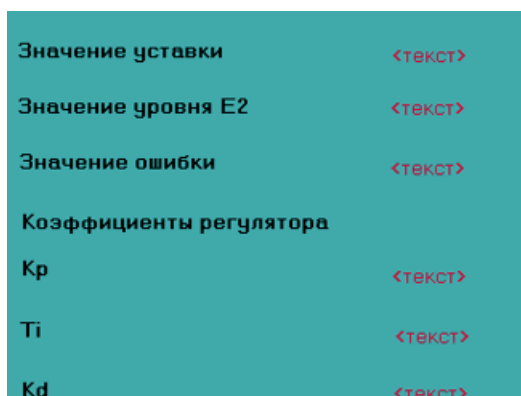 Значение уставки <текст>
Значение уровня E2 <текст>
Значение ошибки <текст>
Коэффициенты регулятора
Kp <текст>
Ti <текст>
Kd <текст>